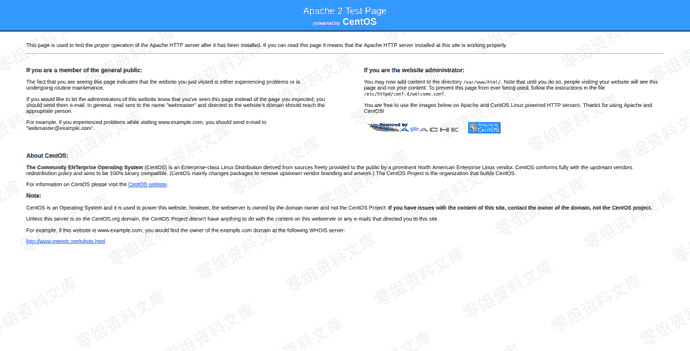 Apache 2 Test Page
powered by CentOS
This page is used to test the proper operation of the Apache HTTP server after it has been installed. If you can read this page it means that the Apache HTTP server installed at this site is working properly.
If you are a member of the general public:
The fact that you are seeing this page indicates that the website you just visited is either experiencing problems or is
undergoing routine maintenance.
If you would like to let the administrators of this website know that you've seen this page instead of the page you expected, you
should send them e-mail. In general, mail sent to the name "webmaster" and directed to the website's domain should reach the
appropriate person.
For example, if you experienced problems while visiting www.example.com, you should send e-mail to
"webmaster@example.com".
If you are the website administrator:
You may now add content to the directory /var/www/html/. Note that until you do so, people visiting your website will see this
page and not your content. To prevent this page from ever being used, follow the instructions in the file
/etc/httpd/conf.d/welcome.conf.
You are free to use the images below on Apache and CentOS Linux powered HTTP servers. Thanks for using Apache and
CentOS!
Powered by
APACHE
CentOS
About CentOS:
The Community ENTerprise Operating System (CentOS) is an Enterprise-class Linux Distribution derived from sources freely provided to the public by a prominent North American Enterprise Linux vendor. CentOS conforms fully with the upstream vendors
redistribution policy and aims to be 100% binary compatible. (CentOS mainly changes packages to remove upstream vendor branding and artwork.) The CentOS Project is the organization that builds CentOS.
For information on CentOS please visit the CentOS website.
Note:
CentOS is an Operating System and it is used to power this website; however, the webserver is owned by the domain owner and not the CentOS Project. If you have issues with the content of this site, contact the owner of the domain, not the CentOS project.
Unless this server is on the CentOS.org domain, the CentOS Project doesn't have anything to do with the content on this webserver or any e-mails that directed you to this site.
For example, if this website is www.example.com, you would find the owner of the example.com domain at the following WHOIS server:
http://www.internic.net/whois.html
零组资料文库